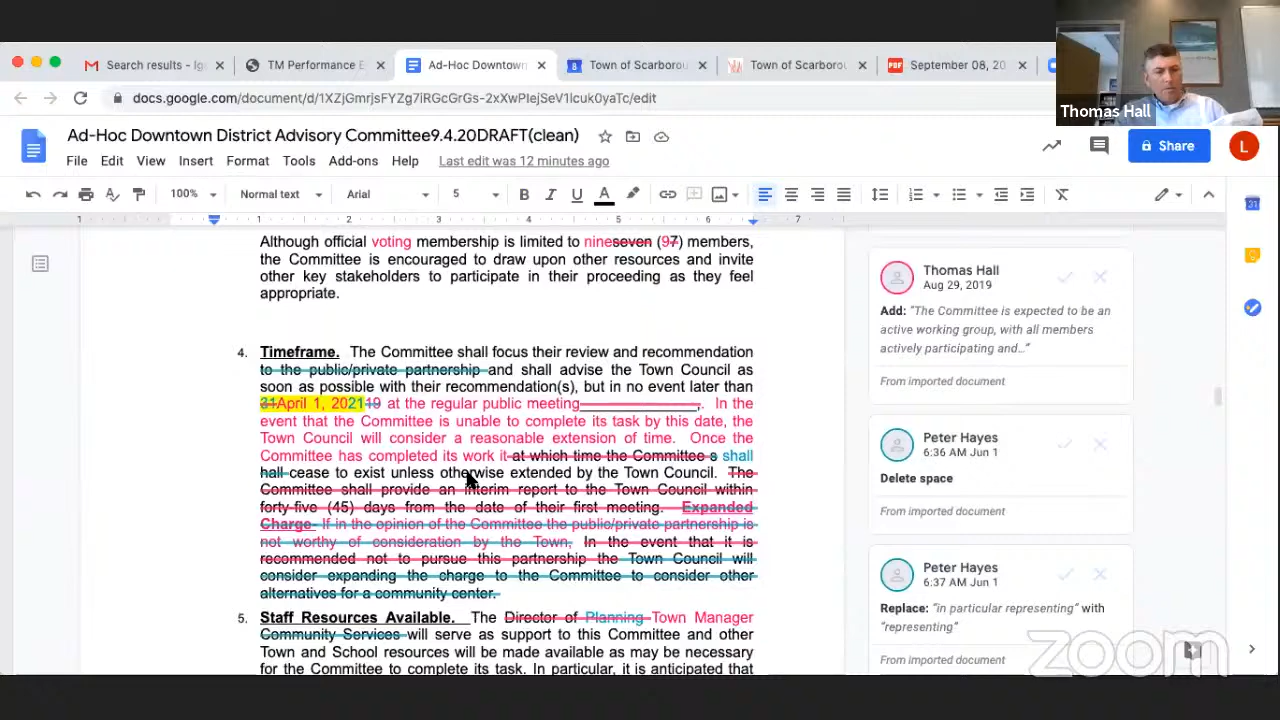 Search results - Ig
TM Performance E
Ad-Hoc Downtown
Town of Scarborou
Town of Scarborou
September 08, 20
Thomas Hall
docs.google.com/document/d/1XZjGmrjsFYZg7iRGcGrGs-2xXwPIejSeV1Icuk0yaTc/edit
Ad-Hoc Downtown District Advisory Committee9.4.20DRAFT(clean)
File Edit View Insert Format Tools Add-ons Help Last edit was 12 minutes ago
Share
L
100% Normal text Arial 5 B I U A
1 1 2 3 4 5 6 7
Although official voting membership is limited to nineseven (97) members,
the Committee is encouraged to draw upon other resources and invite
other key stakeholders to participate in their proceeding as they feel
appropriate.
4. Timeframe. The Committee shall focus their review and recommendation
to the public/private partnership and shall advise the Town Council as
soon as possible with their recommendation(s), but in no event later than
31April 1, 202119 at the regular public meeting________________. In the
event that the Committee is unable to complete its task by this date, the
Town Council will consider a reasonable extension of time. Once the
Committee has completed its work it at which time the Committee s shall
hall cease to exist unless otherwise extended by the Town Council. The
Committee shall provide an interim report to the Town Council within
forty-five (45) days from the date of their first meeting. Expanded
Charge- If in the opinion of the Committee the public/private partnership is
not worthy of consideration by the Town, In the event that it is
recommended not to pursue this partnership the Town Council will
consider expanding the charge to the Committee to consider other
alternatives for a community center.
5. Staff Resources Available. The Director of Planning Town Manager
Community Services will serve as support to this Committee and other
Town and School resources will be made available as may be necessary
for the Committee to complete its task. In particular, it is anticipated that
Thomas Hall
Aug 29, 2019
Add: "The Committee is expected to be an
active working group, with all members
actively participating and..."
From imported document
Peter Hayes
6:36 AM Jun 1
Delete space
From imported document
Peter Hayes
6:37 AM Jun 1
Replace: "in particular representing" with
"representing"
From imported document
zoom